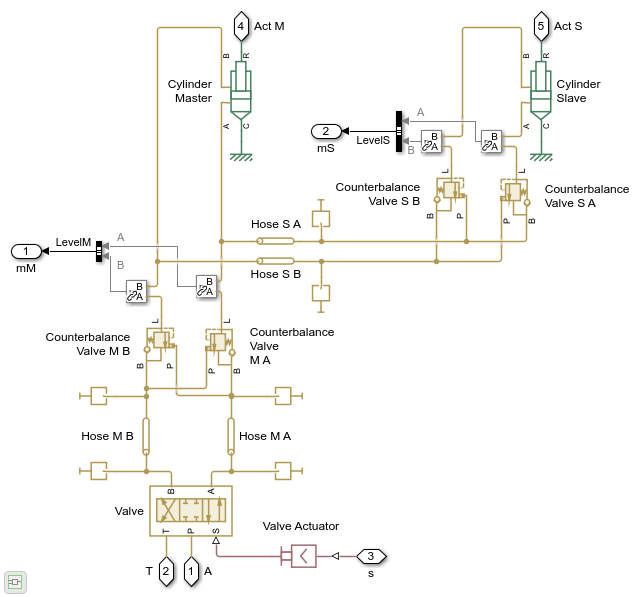 4 Act M
5 Act S
B R
B R
Cylinder
Master
Cylinder
Slave
A C
A C
A
2
mS
LevelS
B
B
A
B
A
L
L
Counterbalance
Valve S B
Counterbalance
Valve S A
B P
P B
Hose S A
Hose S B
1
mM
LevelM
A
B
B
A
B
A
L
L
Counterbalance
Valve M B
Counterbalance
Valve
M A
B P
P B
Hose M B
Hose M A
B A
Valve
T P S
Valve Actuator
T 2
1 A
3
s